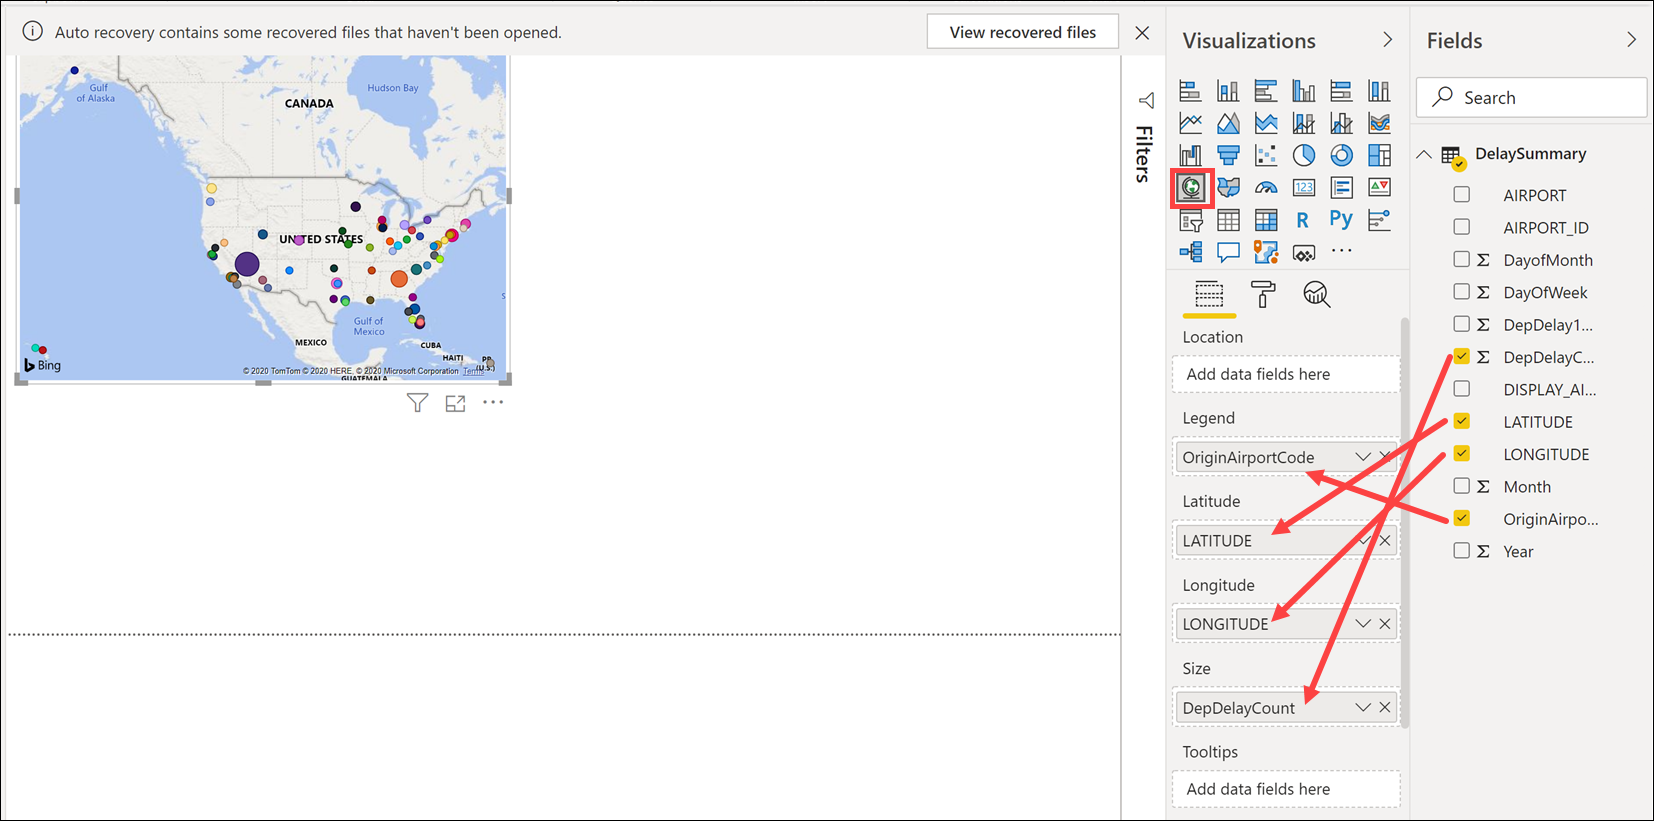 Auto recovery contains some recovered files that haven't been opened.
View recovered files
Gulf
of Alaska
CANADA
Hudson Bay
UNITED STATES
Gulf of
Mexico
MEXICO
CUBA
HAITI
PR
(U.S.)
GUATEMALA
S
Bing
© 2020 TomTom © 2020 HERE, © 2020 Microsoft Corporation Terms
Filters
Visualizations
123
R
Py
Location
Add data fields here
Legend
OriginAirportCode
Latitude
LATITUDE
Longitude
LONGITUDE
Size
DepDelayCount
Tooltips
Add data fields here
Fields
Search
DelaySummary
AIRPORT
AIRPORT_ID
Σ DayofMonth
Σ DayOfWeek
Σ DepDelay1...
Σ DepDelayC...
DISPLAY_AI...
LATITUDE
LONGITUDE
Σ Month
OriginAirpo...
Σ Year